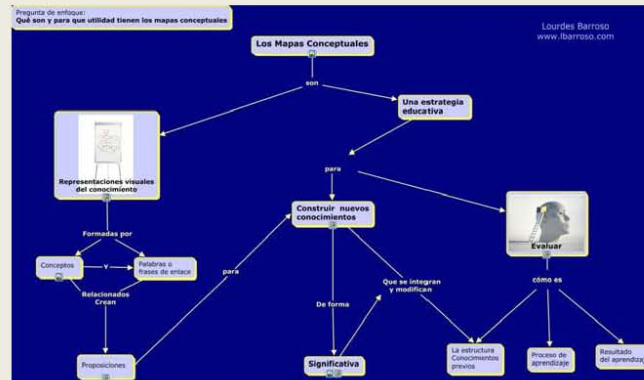 Pregunta de enfoque:
Qué son y para que utilidad tienen los mapas conceptuales
Lourdes Barroso
www.lbarroso.com
Los Mapas Conceptuales
son
Una estrategia
educativa
Representaciones visuales
del conocimiento
para
Construir nuevos
conocimientos
Evaluar
Formadas por
Conceptos
Y
Palabras o
frases de enlace
para
Que se integran
y modifican
cómo es
Relacionados
Crean
De forma
Proposiciones
Significativa
La estructura
Conocimientos
previos
Proceso de
aprendizaje
Resultado
del aprendizaj